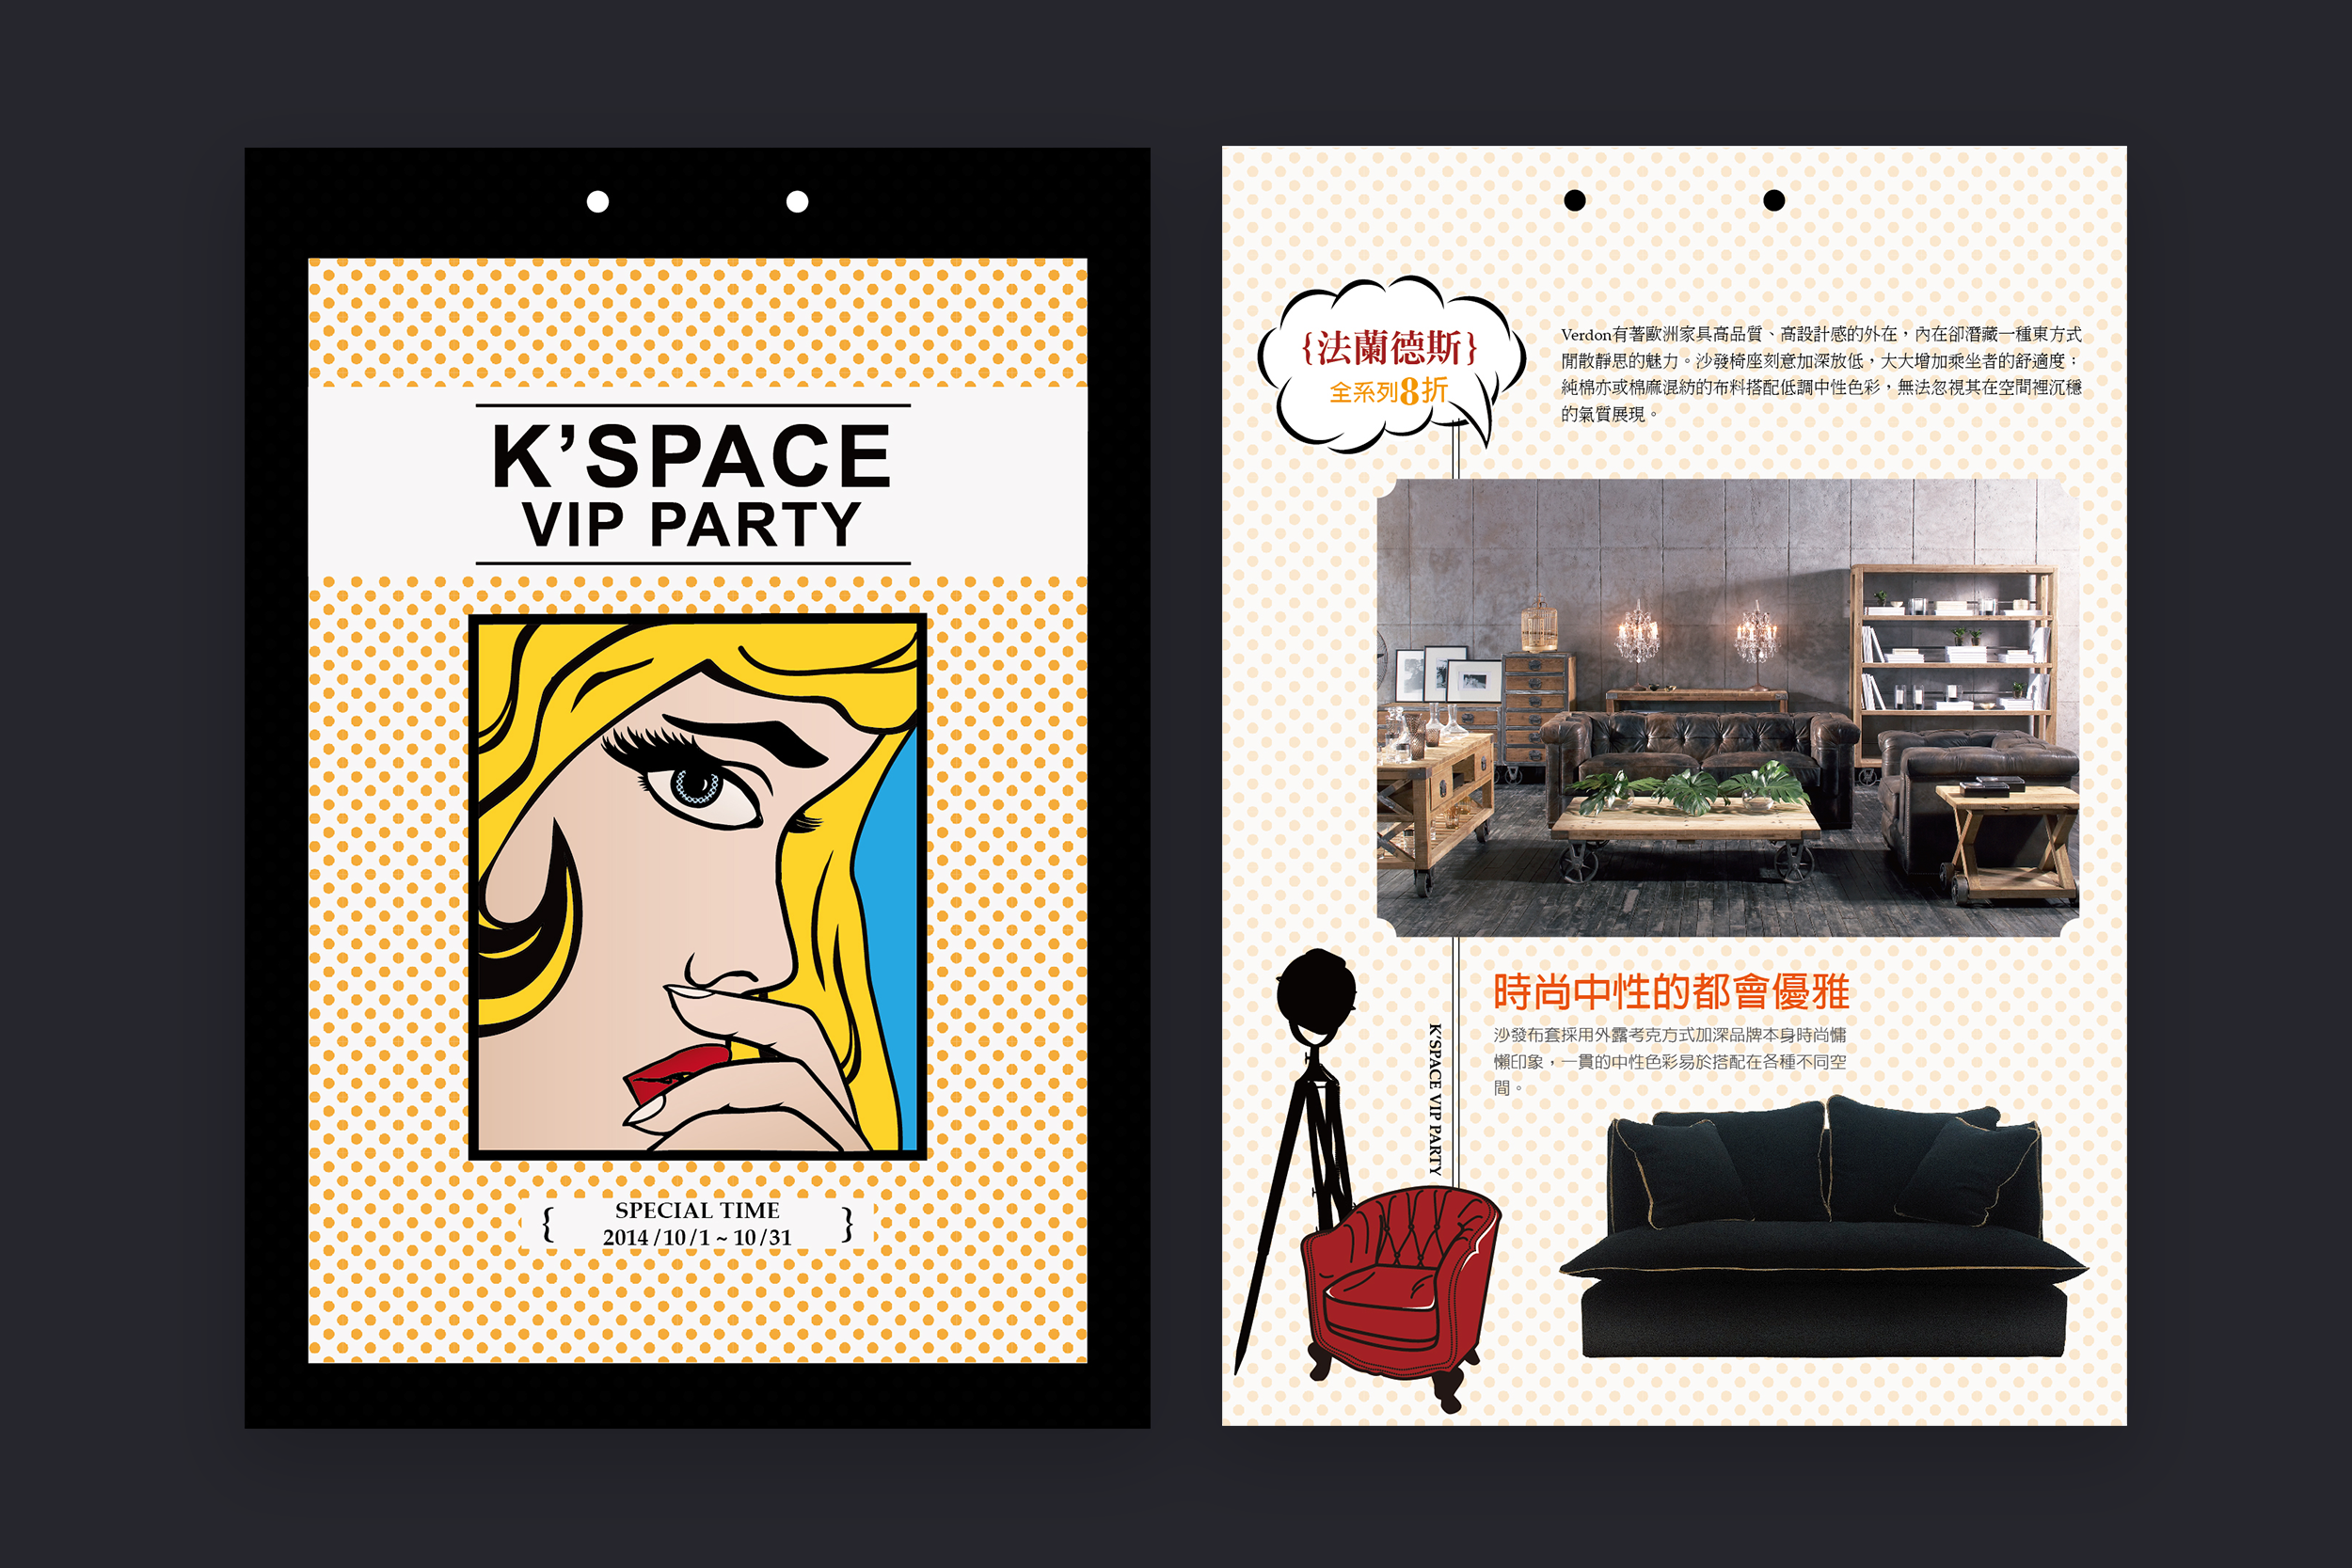 K’SPACE
VIP PARTY
{ SPECIAL TIME
2014/10/1 ~ 10/31 }
{法蘭德斯}
全系列8折
Verdon有著歐洲家具高品質、高設計感的外在，內在卻潛藏一種東方式
閒散靜思的魅力。沙發椅座刻意加深放低，大大增加乘坐者的舒適度；
純棉亦或棉麻混紡的布料搭配低調中性色彩，無法忽視其在空間裡沉穩
的氣質展現。
時尚中性的都會優雅
沙發布套採用外露考克方式加深品牌本身時尚慵
懶印象，一貫的中性色彩易於搭配在各種不同空
間。
K'SPACE VIP PARTY